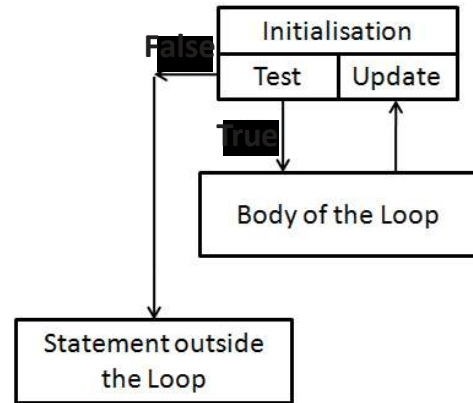 Initialisation
False
Test
Update
True
Body of the Loop
Statement outside
the Loop